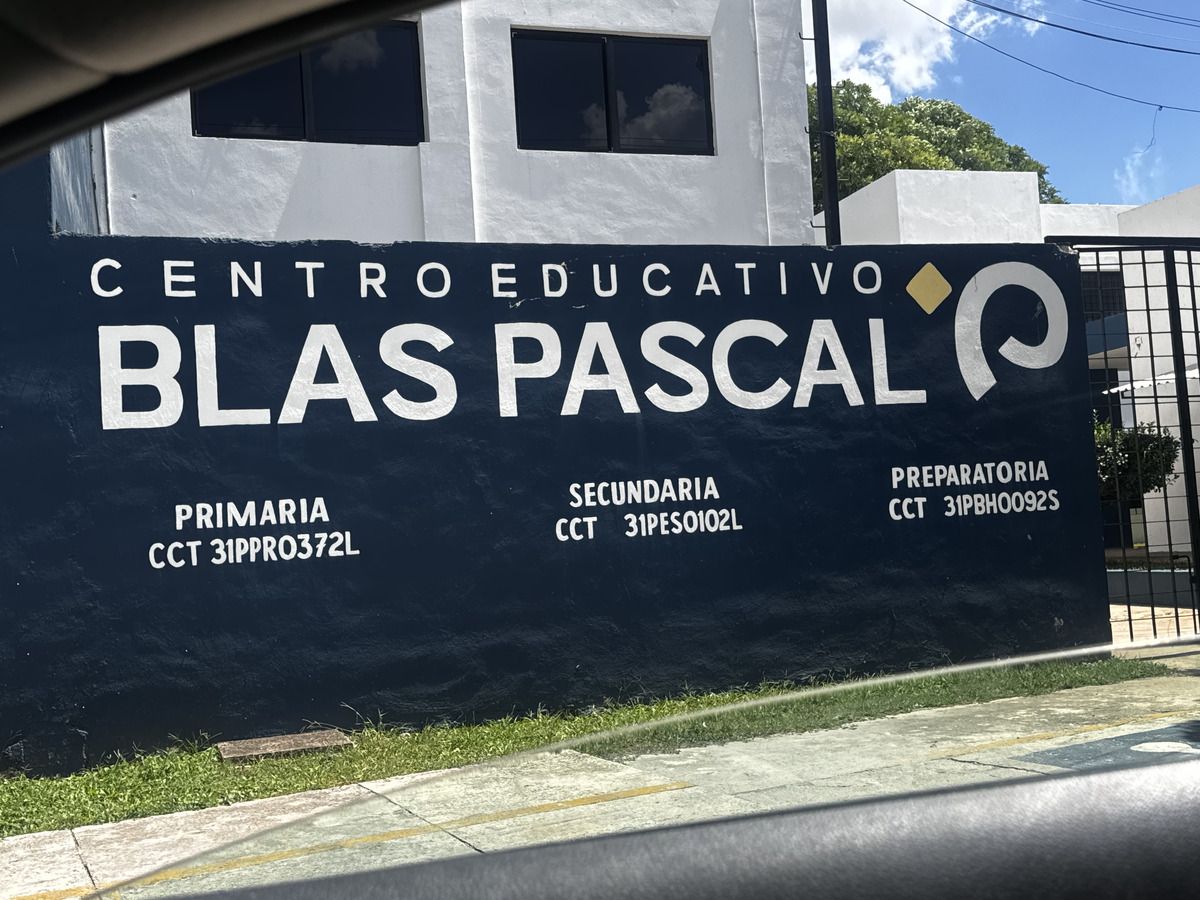 CENTRO EDUCATIVO
BLAS PASCAL
PRIMARIA
CCT 31PPR0372L
SECUNDARIA
CCT 31PES0102L
PREPARATORIA
CCT 31PBH0092S